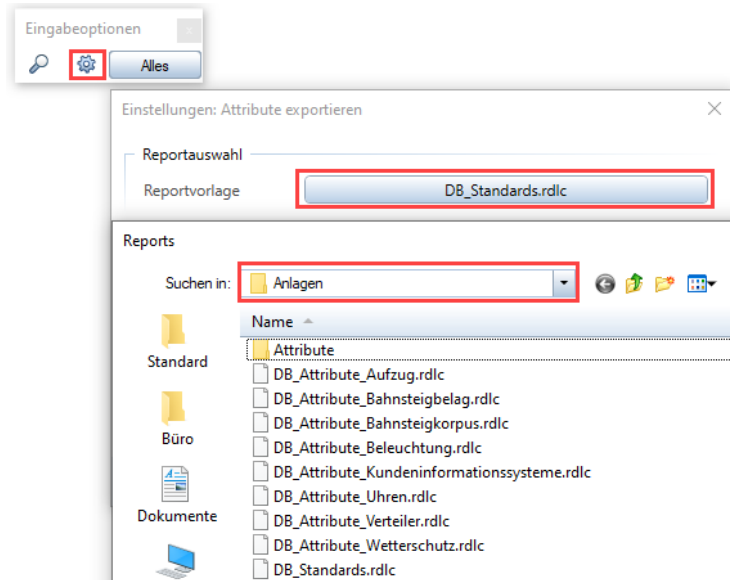 Eingabeoptionen
x
Alles
Einstellungen: Attribute exportieren
Reportauswahl
Reportvorlage
DB_Standards.rdlc
Reports
Suchen in:
Anlagen
Name
Standard
Büro
Dokumente
Attribute
DB_Attribute_Aufzug.rdlc
DB_Attribute_Bahnsteigbelag.rdlc
DB_Attribute_Bahnsteigkorpus.rdlc
DB_Attribute_Beleuchtung.rdlc
DB_Attribute_Kundeninformationssysteme.rdlc
DB_Attribute_Uhren.rdlc
DB_Attribute_Verteiler.rdlc
DB_Attribute_Wetterschutz.rdlc
DB_Standards.rdlc